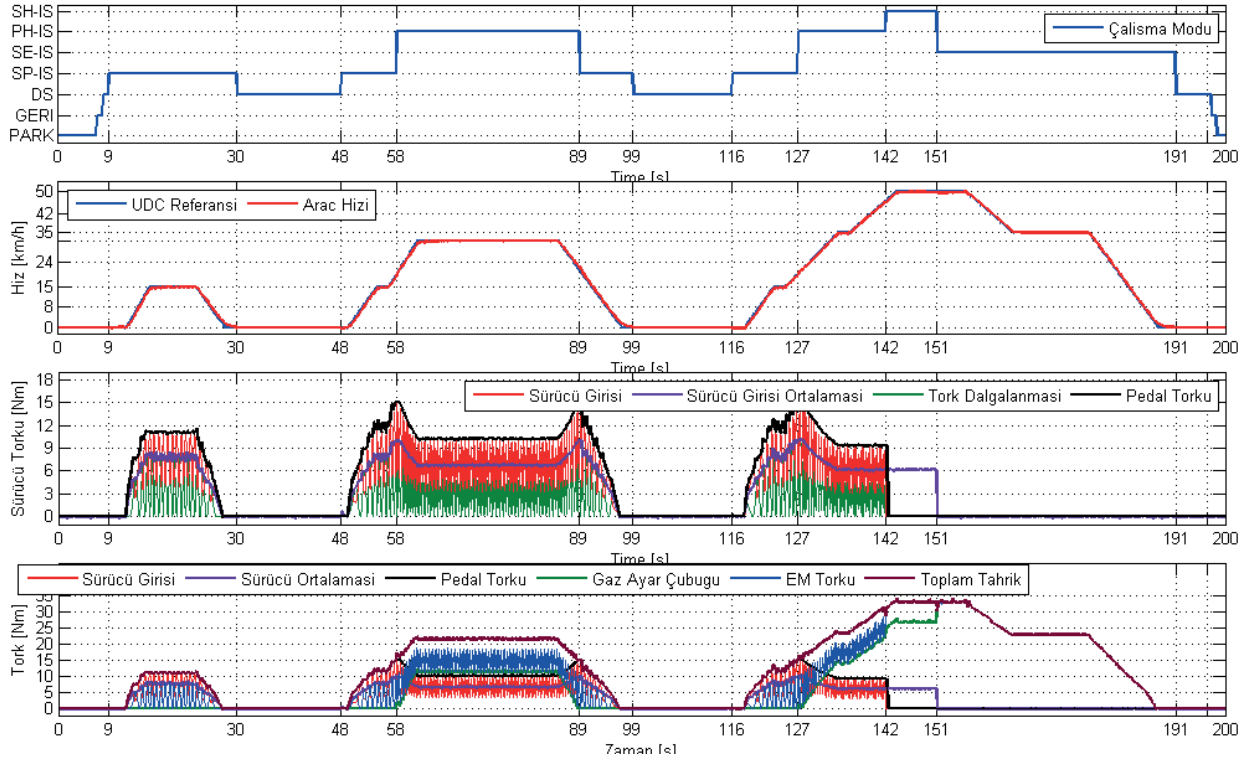 SH-IS
PH-IS
SE-IS
SP-IS
DS
GERI
PARK
Çalisma Modu
0 9 30 48 58 89 99 116 127 142 151 191 200
Time [s]
50
42
35
24
15
8
0
Hiz [km/h]
UDC Referansi Arac Hizi
0 9 30 48 58 89 99 116 127 142 151 191 200
Time [s]
18
15
12
9
6
3
0
Sürücü Torku [Nm]
Sürücü Girisi Sürücü Girisi Ortalamasi Tork Dalgalanmasi Pedal Torku
0 9 30 48 58 89 99 116 127 142 151 191 200
Time [s]
Sürücü Girisi Sürücü Ortalamasi Pedal Torku Gaz Ayar Çubugu EM Torku Toplam Tahrik
35
30
25
20
15
10
5
0
Tork [Nm]
0 9 30 48 58 89 99 116 127 142 151 191 200
Zaman [s]